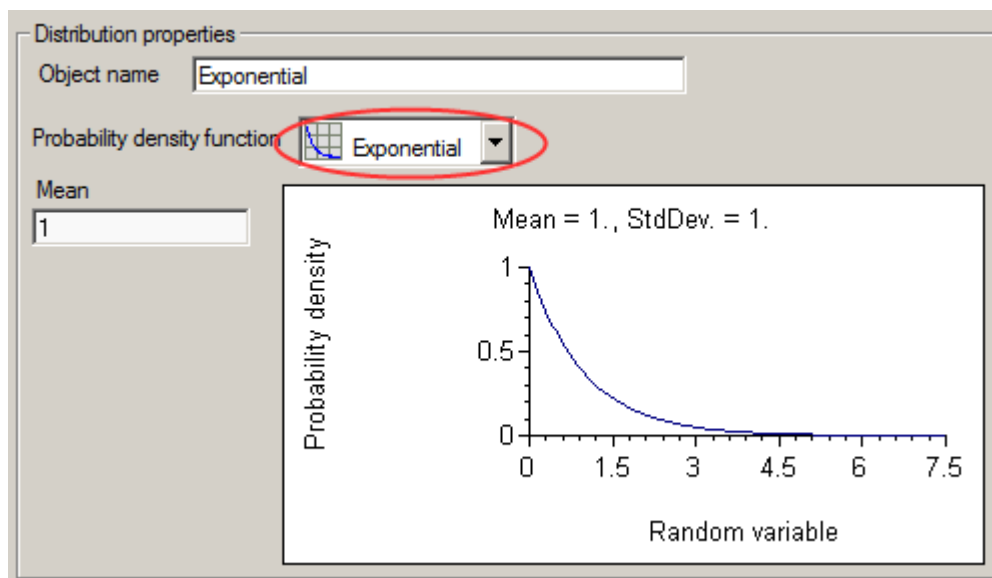 Distribution properties
Object name Exponential
Probability density function Exponential
Mean
1
Mean = 1., StdDev. = 1.
Probability density
1
0.5
0
0 1.5 3 4.5 6 7.5
Random variable